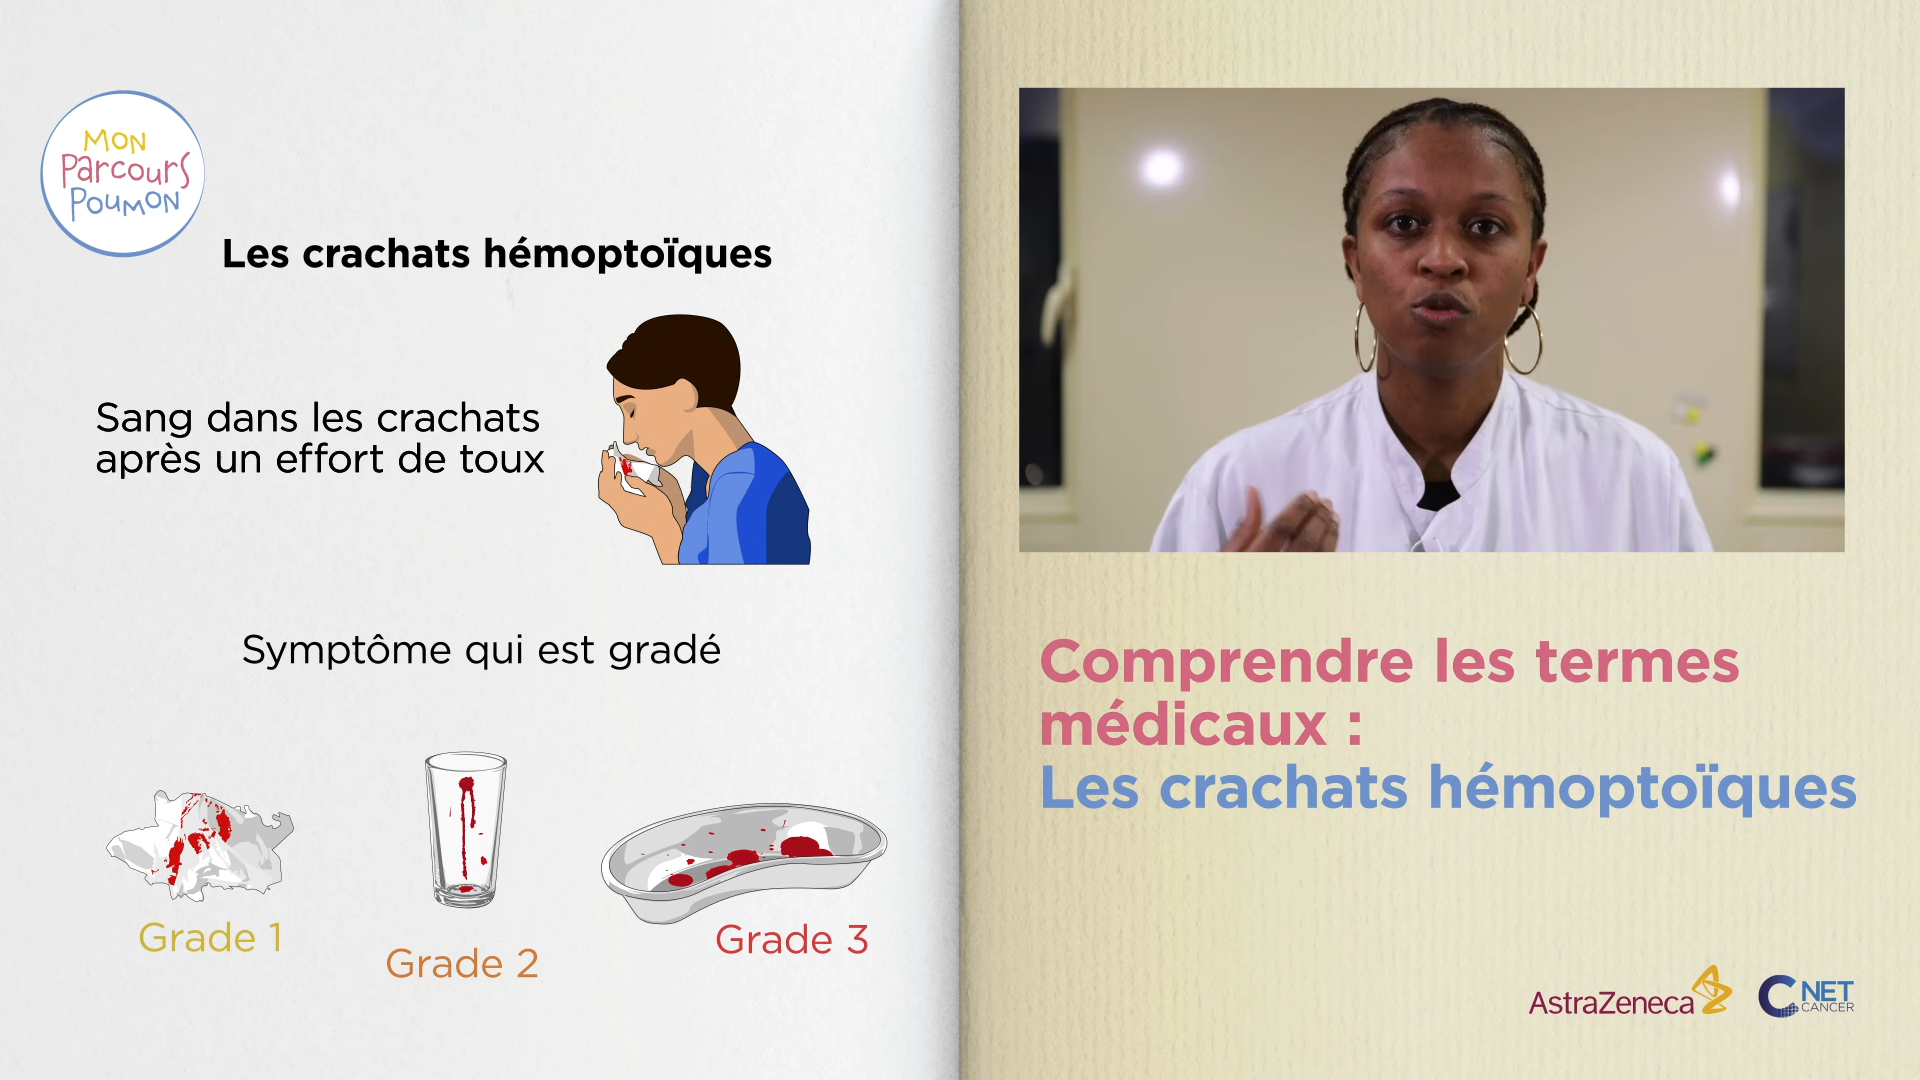 MON
Parcours
Poumon
Les crachats hémoptoïques
Sang dans les crachats
après un effort de toux
Symptôme qui est gradé
Grade 1
Grade 2
Grade 3
Comprendre les termes
médicaux :
Les crachats hémoptoïques
AstraZeneca
C NET
CANCER